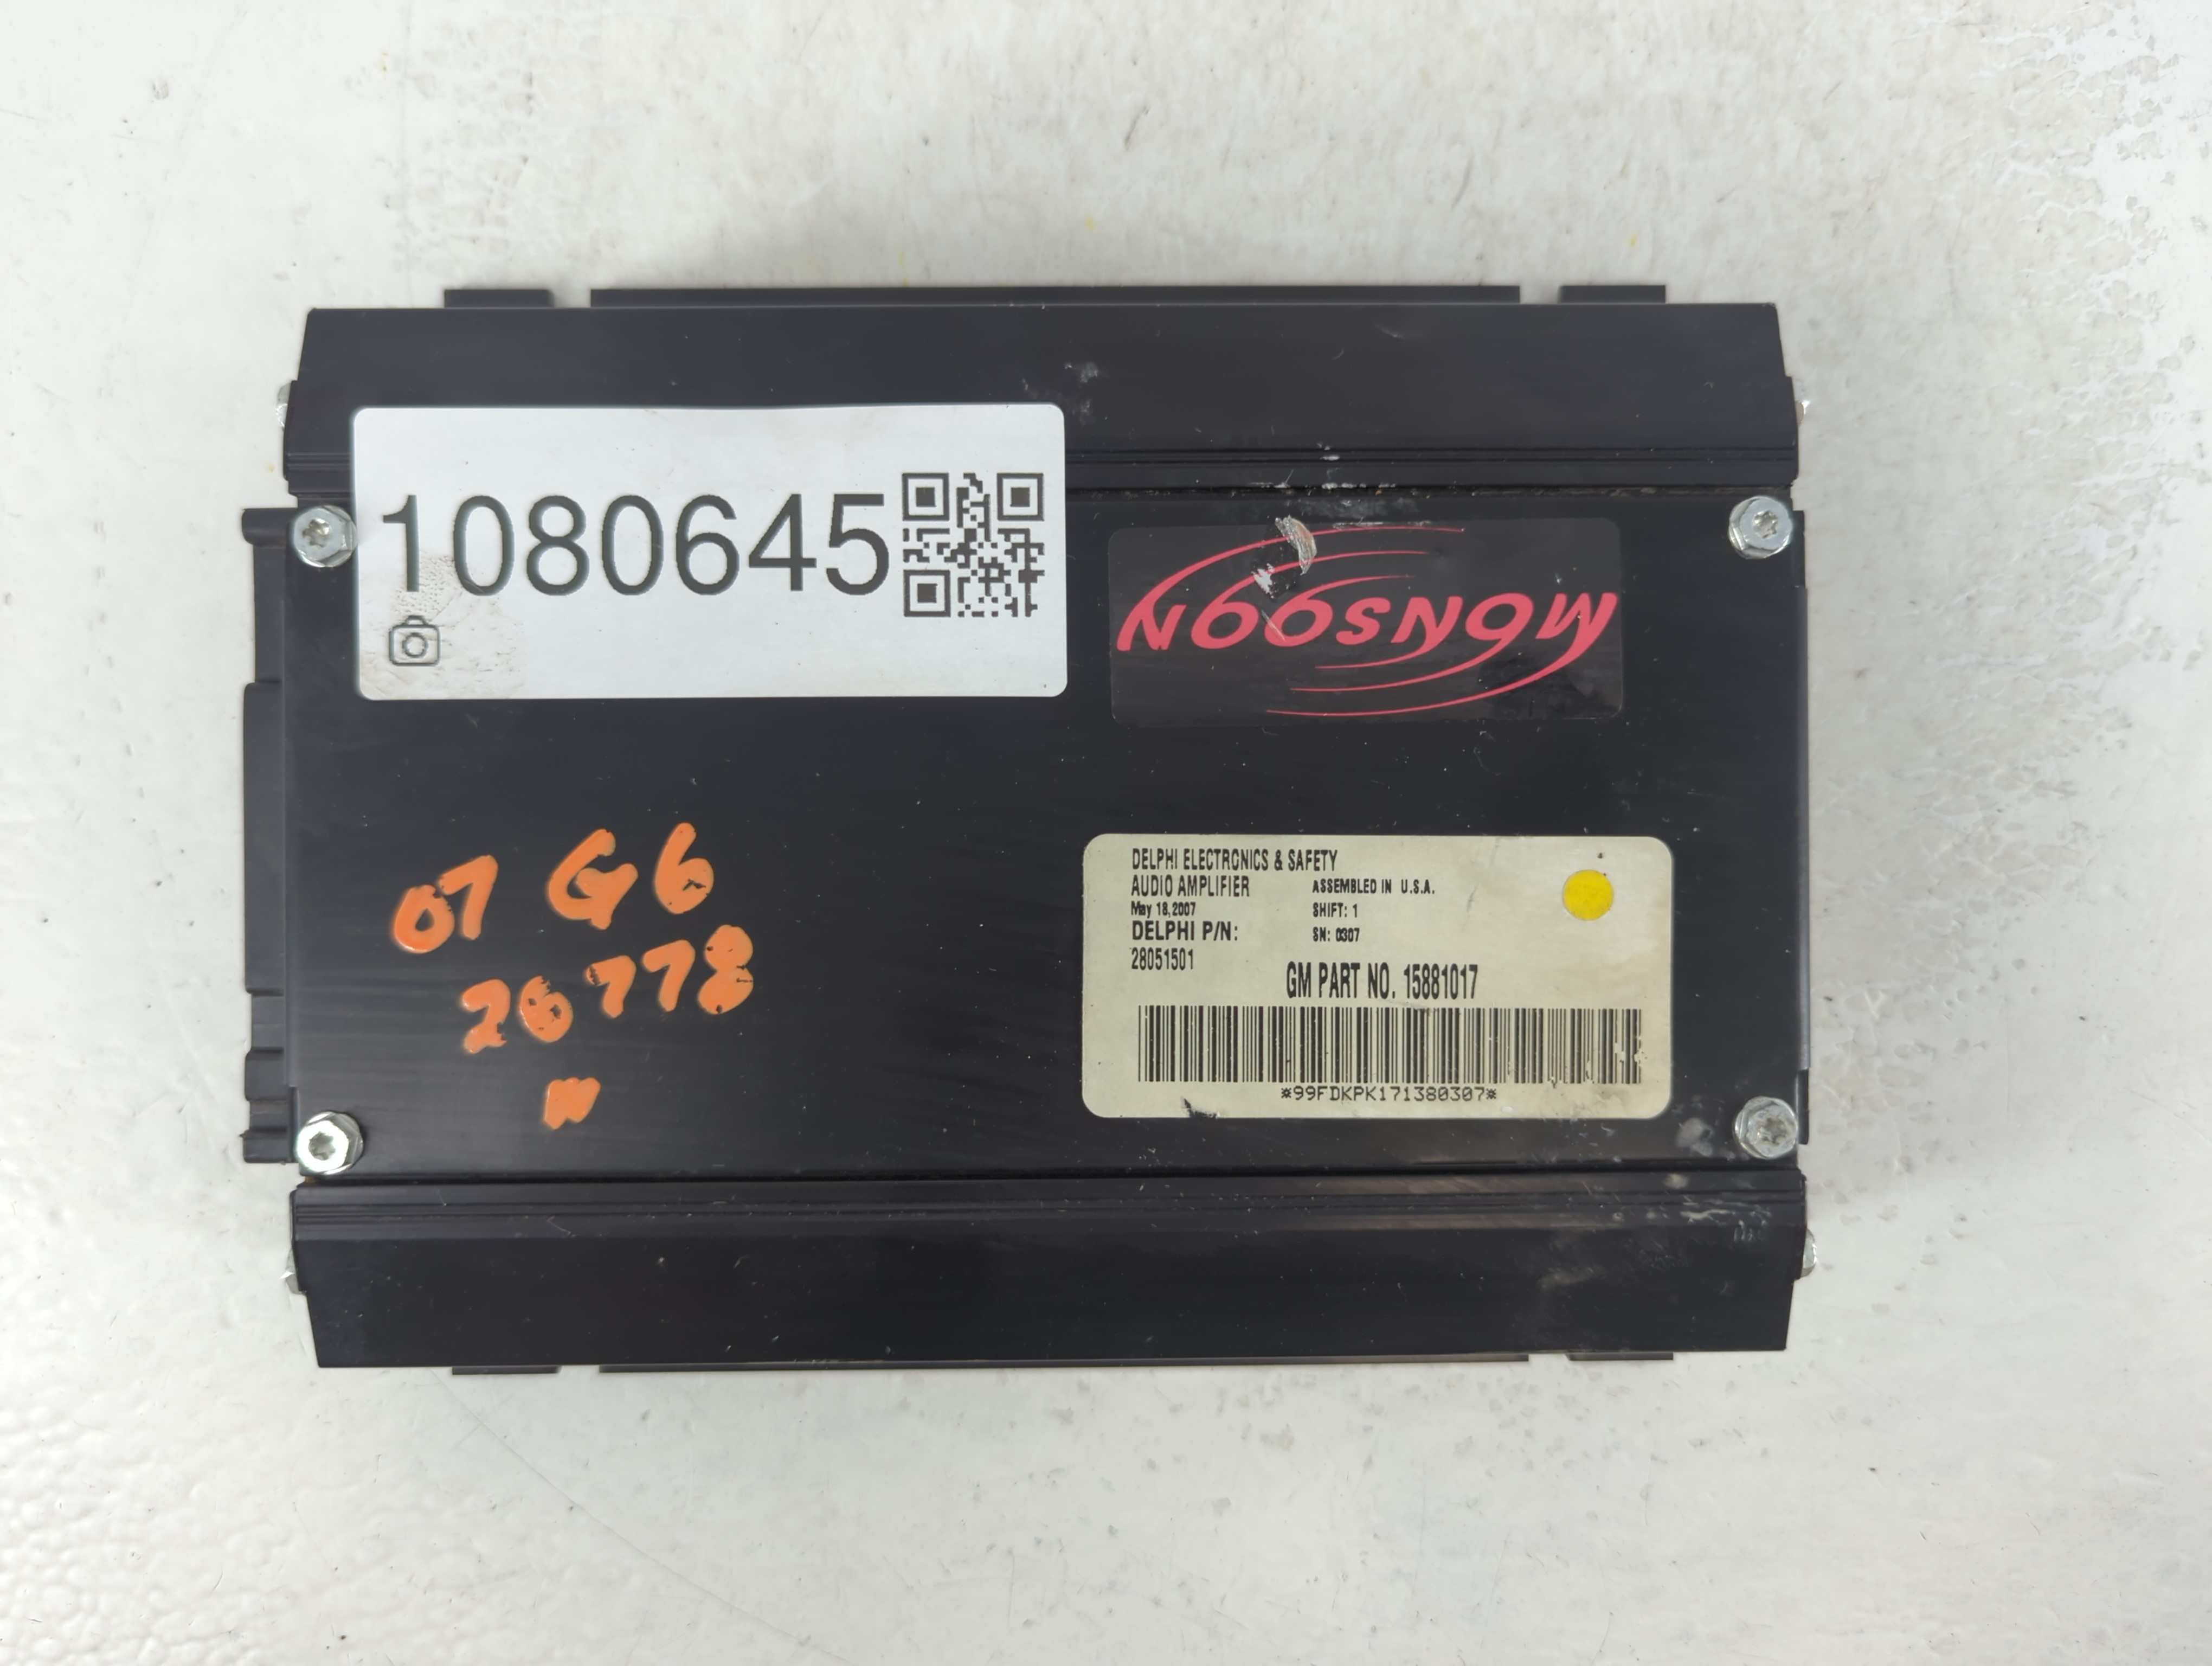 1080645
MONSOON
07 G6
26778
N
DELPHI ELECTRONICS & SAFETY
AUDIO AMPLIFIER ASSEMBLED IN U.S.A.
May 18, 2007 SHIFT: 1
DELPHI P/N: SN: 0307
28051501
GM PART NO. 15881017
*99FDKPK171380307*